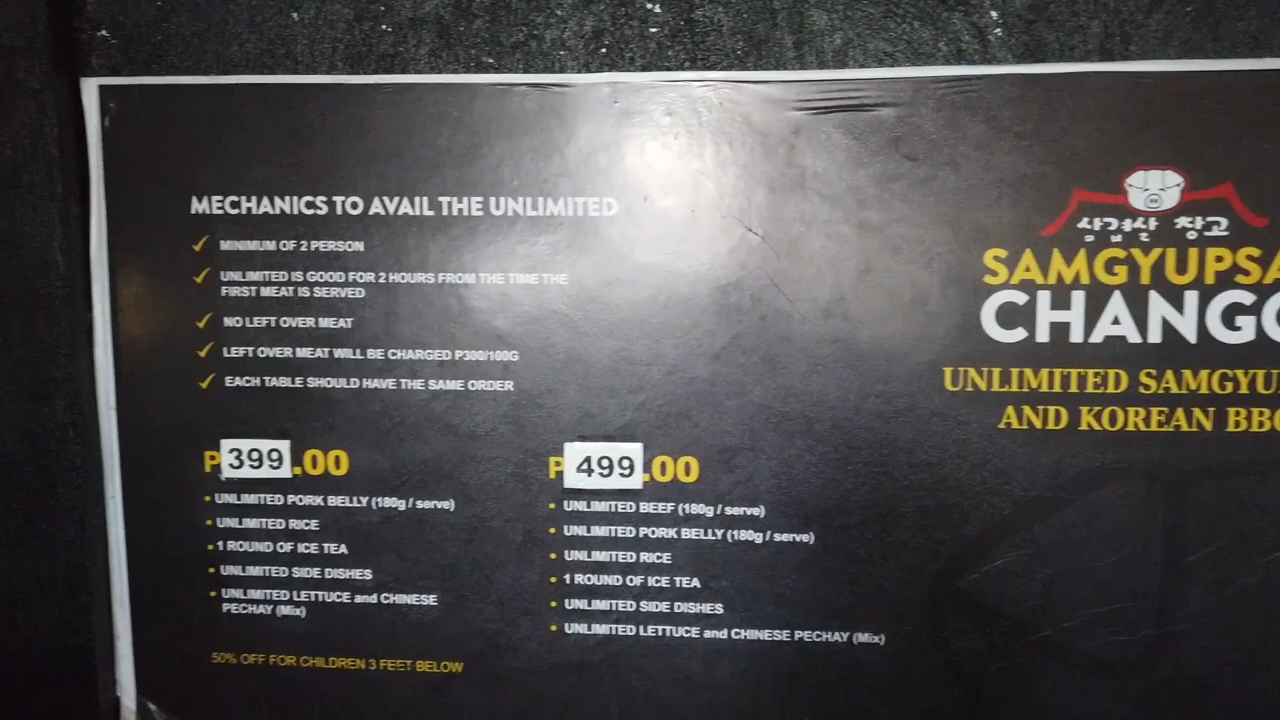 MECHANICS TO AVAIL THE UNLIMITED
MINIMUM OF 2 PERSON
UNLIMITED IS GOOD FOR 2 HOURS FROM THE TIME THE
FIRST MEAT IS SERVED
NO LEFT OVER MEAT
LEFT OVER MEAT WILL BE CHARGED P300/100G
EACH TABLE SHOULD HAVE THE SAME ORDER
P399.00
• UNLIMITED PORK BELLY (180g / serve)
• UNLIMITED RICE
• 1 ROUND OF ICE TEA
• UNLIMITED SIDE DISHES
• UNLIMITED LETTUCE and CHINESE
PECHAY (Mix)
50% OFF FOR CHILDREN 3 FEET BELOW
P499.00
• UNLIMITED BEEF (180g / serve)
• UNLIMITED PORK BELLY (180g / serve)
• UNLIMITED RICE
• 1 ROUND OF ICE TEA
• UNLIMITED SIDE DISHES
• UNLIMITED LETTUCE and CHINESE PECHAY (Mix)
삼겹살 창고
SAMGYUPSA
CHANGO
UNLIMITED SAMGYU
AND KOREAN BBQ